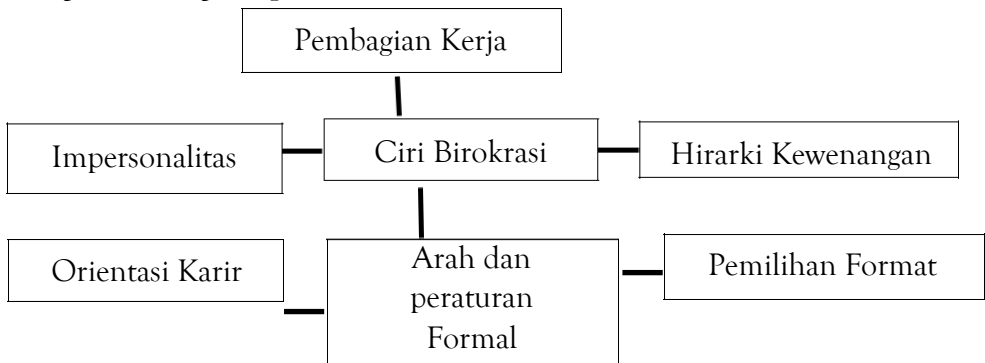 Pembagian Kerja
Impersonalitas
Ciri Birokrasi
Hirarki Kewenangan
Orientasi Karir
Arah dan
peraturan
Formal
Pemilihan Format